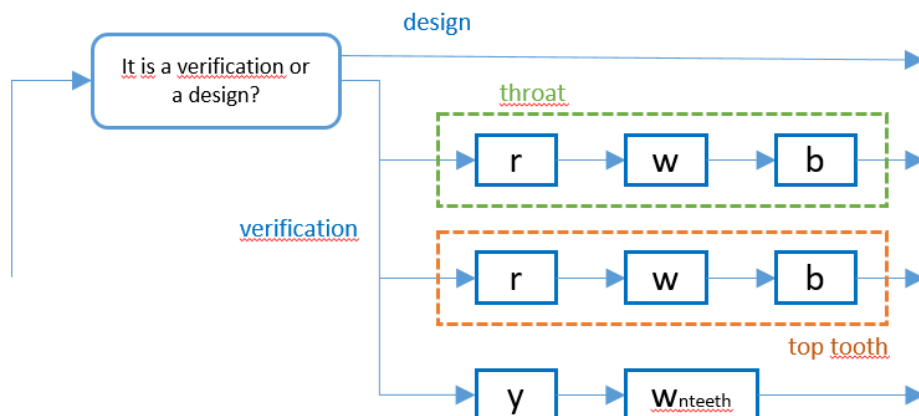 design
It is a verification or
a design?
throat
r w b
verification
r w b
top tooth
y wnteeth